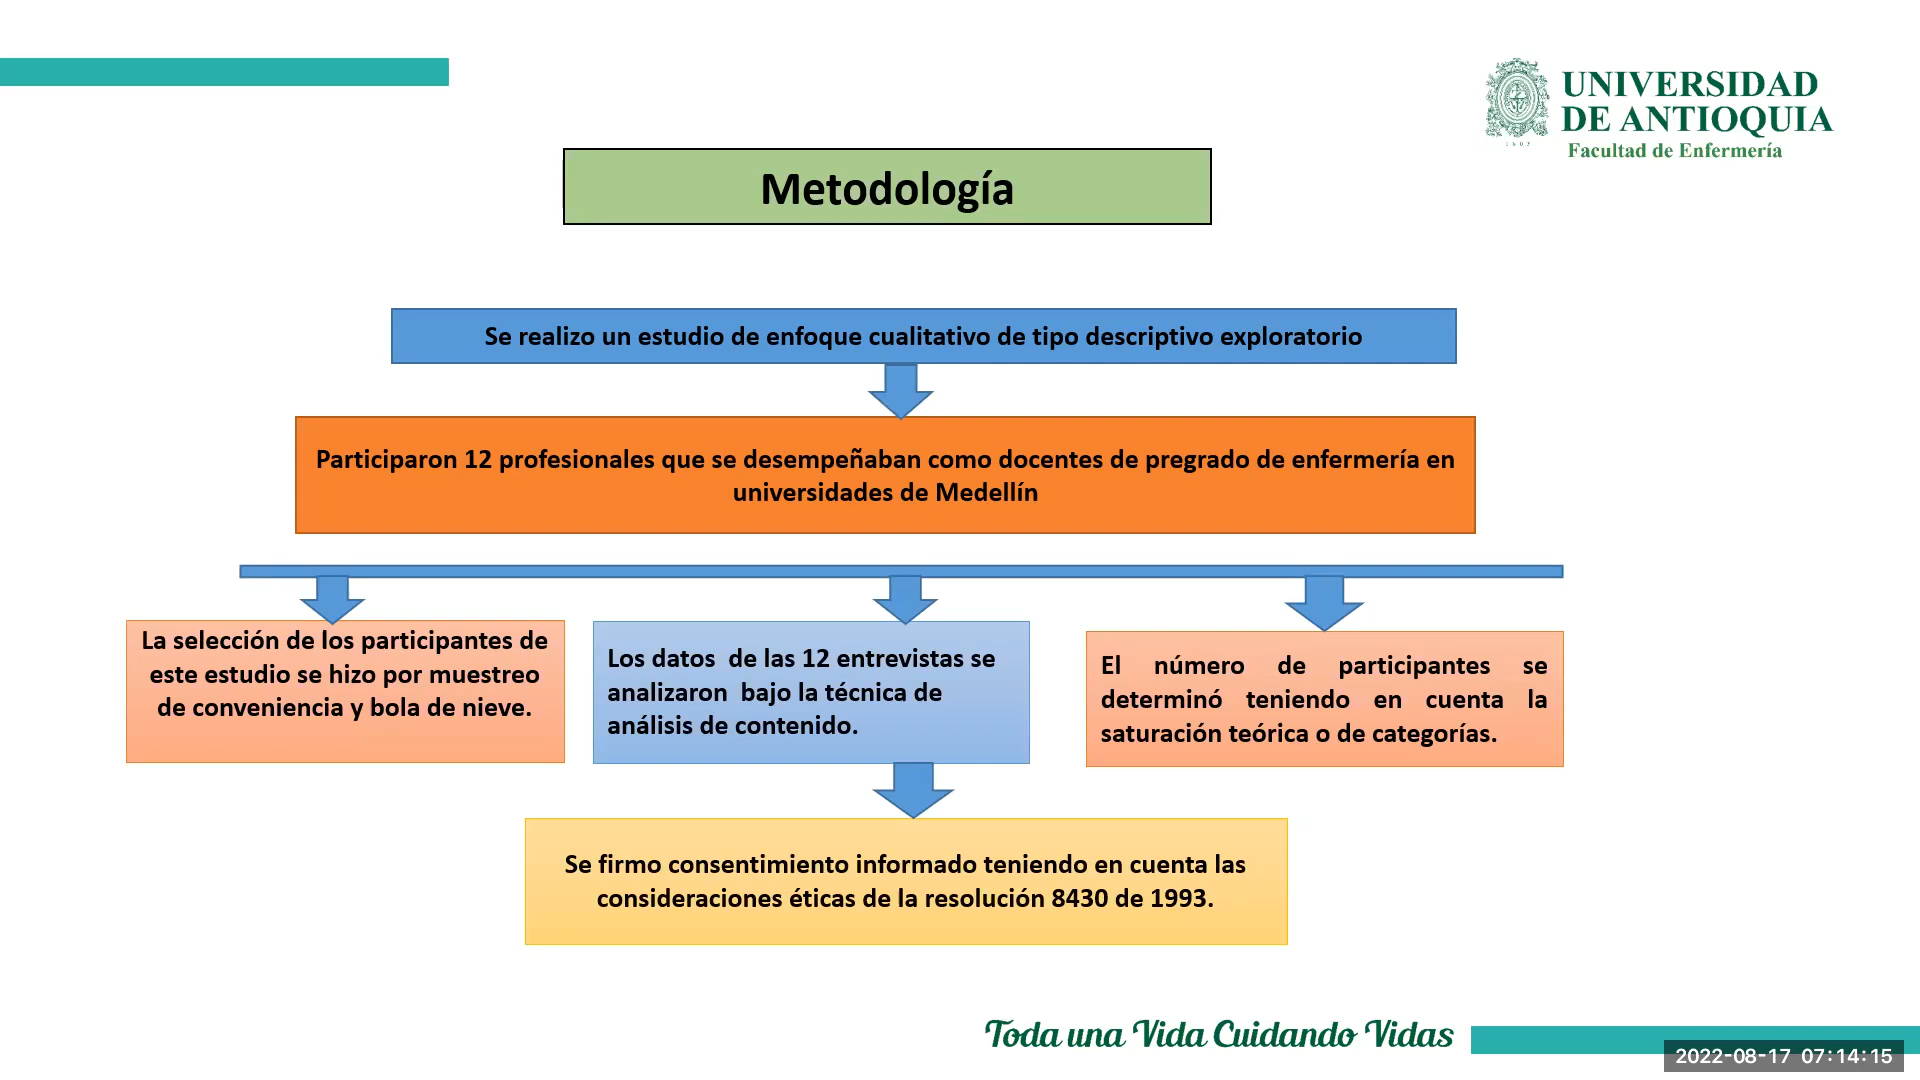 UNIVERSIDAD
DE ANTIOQUIA
Facultad de Enfermería
1803
Metodología
Se realizo un estudio de enfoque cualitativo de tipo descriptivo exploratorio
Participaron 12 profesionales que se desempeñaban como docentes de pregrado de enfermería en
universidades de Medellín
La selección de los participantes de
este estudio se hizo por muestreo
de conveniencia y bola de nieve.
Los datos de las 12 entrevistas se
analizaron bajo la técnica de
análisis de contenido.
El número de participantes se
determinó teniendo en cuenta la
saturación teórica o de categorías.
Se firmo consentimiento informado teniendo en cuenta las
consideraciones éticas de la resolución 8430 de 1993.
Toda una Vida Cuidando Vidas
2022-08-17 07:14:15